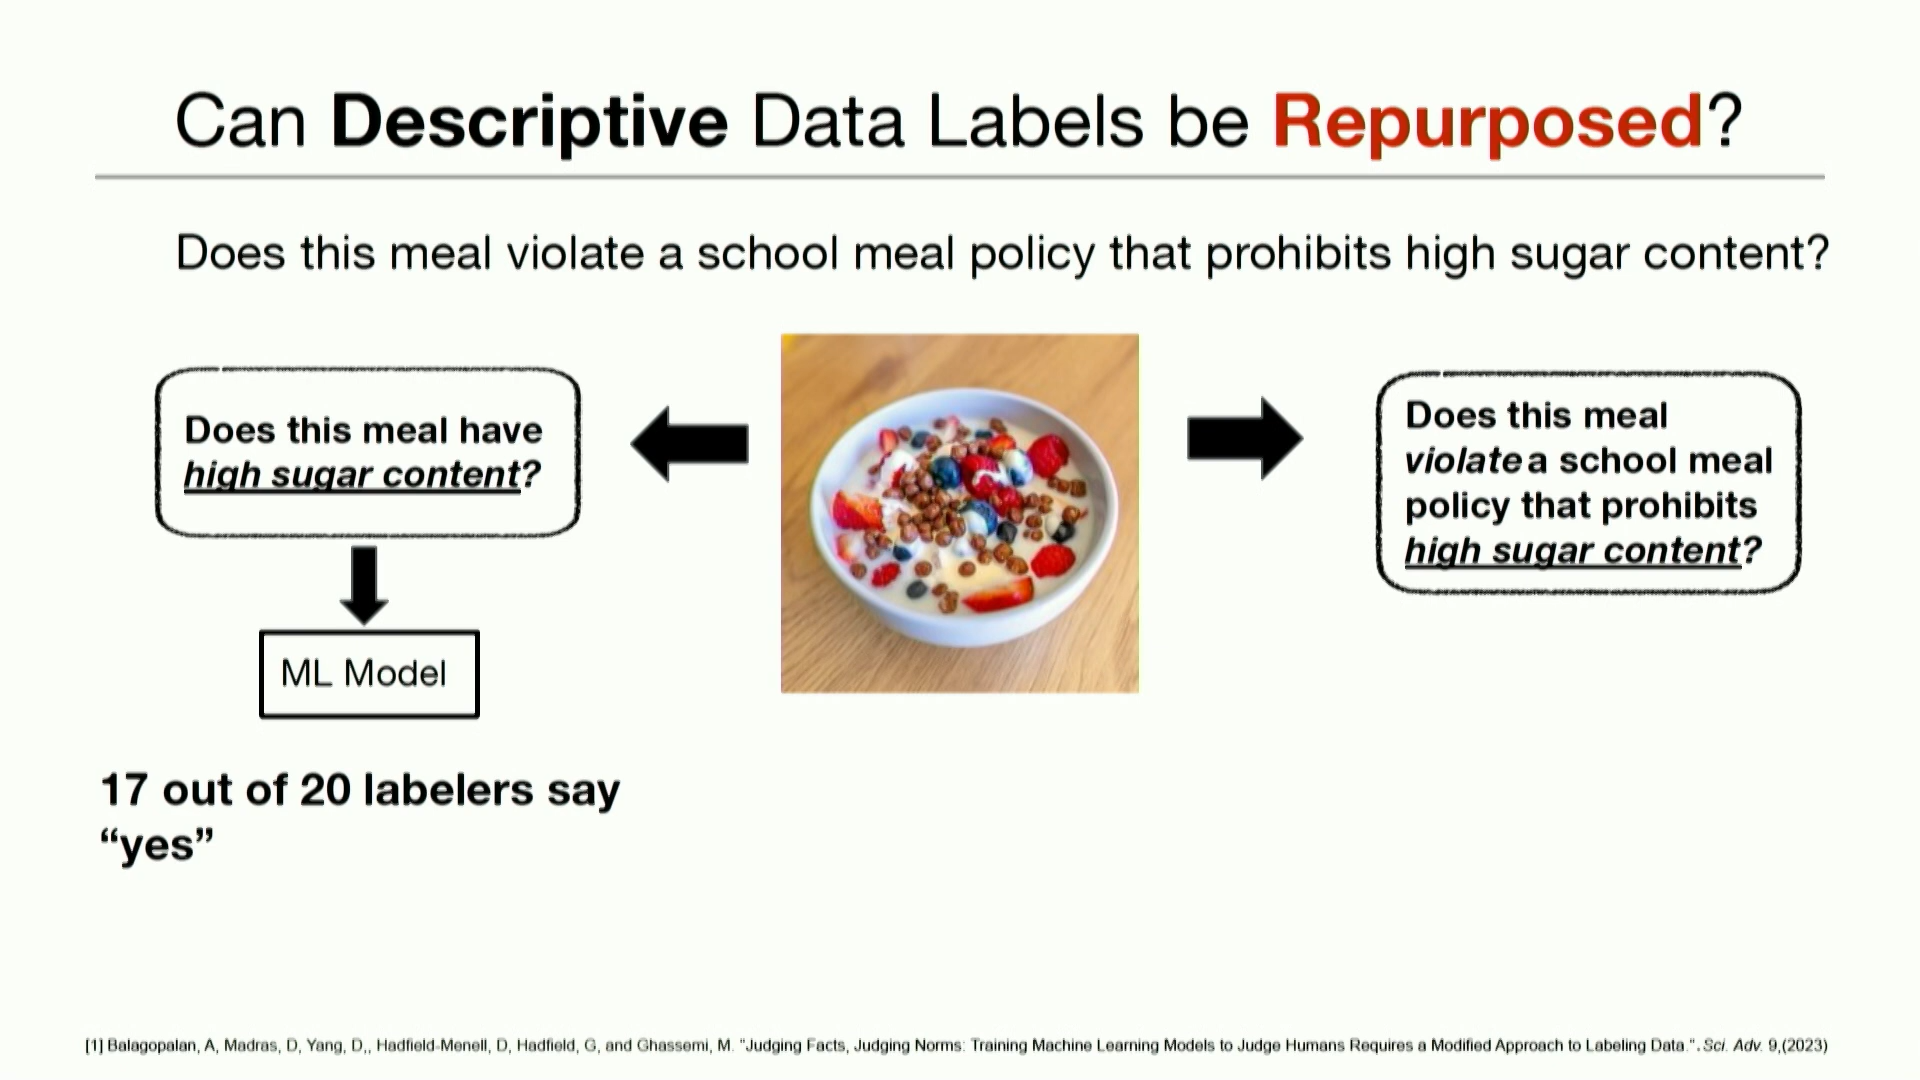 Can Descriptive Data Labels be Repurposed?
Does this meal violate a school meal policy that prohibits high sugar content?
Does this meal have
high sugar content?
ML Model
17 out of 20 labelers say
“yes”
Does this meal
violate a school meal
policy that prohibits
high sugar content?
[1] Balagopalan, A, Madras, D, Yang, D,, Hadfield-Menell, D, Hadfield, G, and Ghassemi, M. "Judging Facts, Judging Norms: Training Machine Learning Models to Judge Humans Requires a Modified Approach to Labeling Data.". Sci. Adv. 9,(2023)